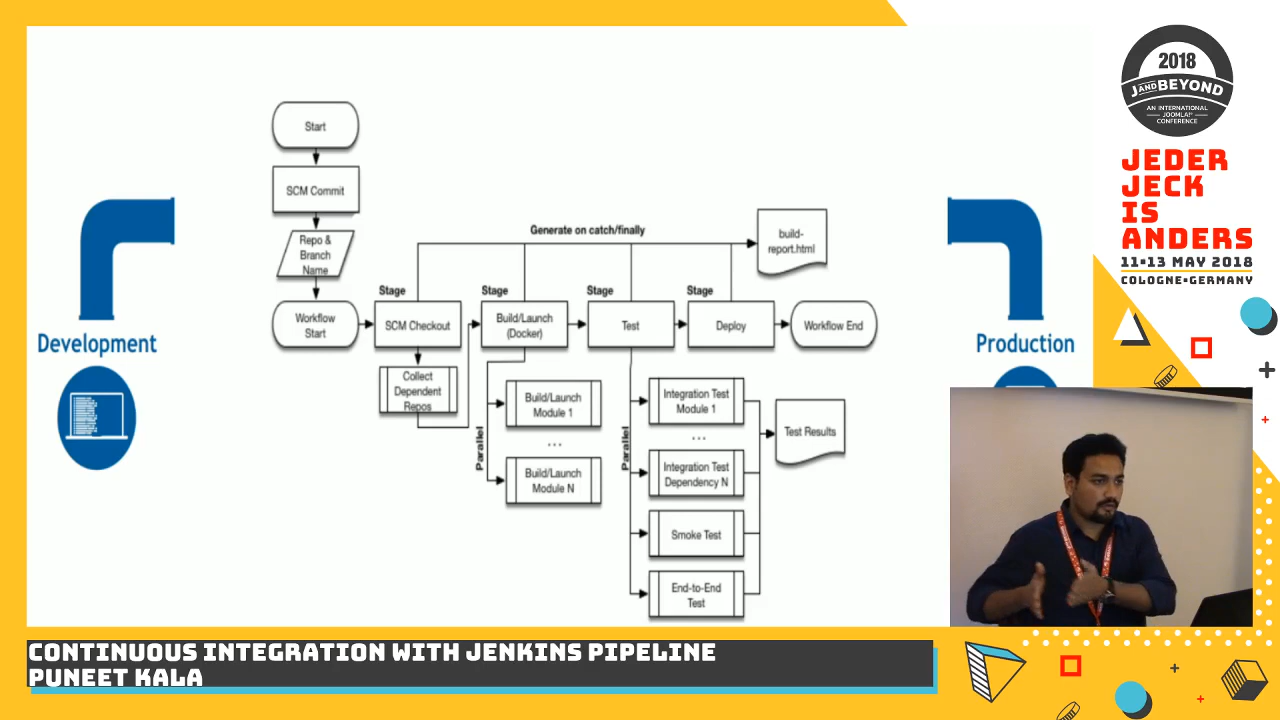 Start
SCM Commit
Repo &
Branch
Name
Workflow
Start
Generate on catch/finally
build-
report.html
Stage
SCM Checkout
Stage
Build/Launch
(Docker)
Stage
Test
Stage
Deploy
Workflow End
Collect
Dependent
Repos
Parallel
Build/Launch
Module 1
...
Build/Launch
Module N
Parallel
Integration Test
Module 1
...
Integration Test
Dependency N
Smoke Test
End-to-End
Test
Test Results
Development
Production
2018
J AND BEYOND
AN INTERNATIONAL
JOOMLA!
CONFERENCE
JEDER
JECK
IS
ANDERS
11-13 MAY 2018
COLOGNE-GERMANY
CONTINUOUS INTEGRATION WITH JENKINS PIPELINE
PUNEET KALA